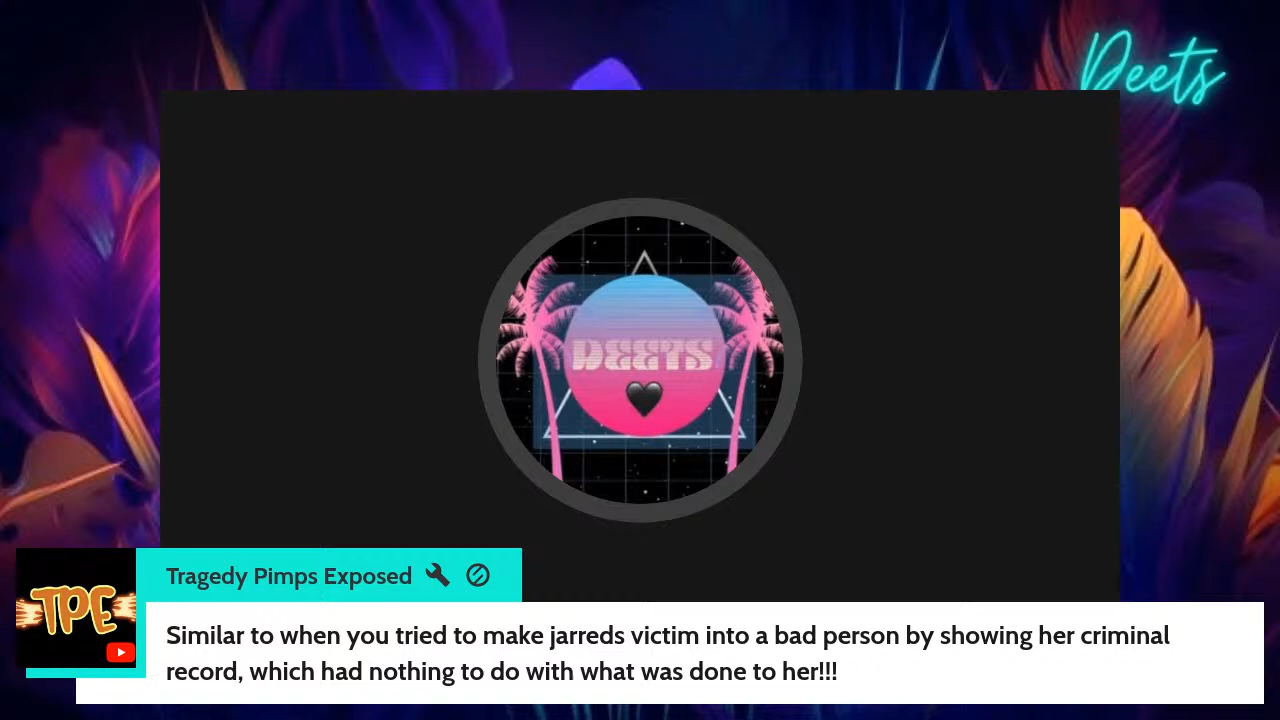 Deets
DEETS
Tragedy Pimps Exposed
TPE
Similar to when you tried to make jarreds victim into a bad person by showing her criminal
record, which had nothing to do with what was done to her!!!